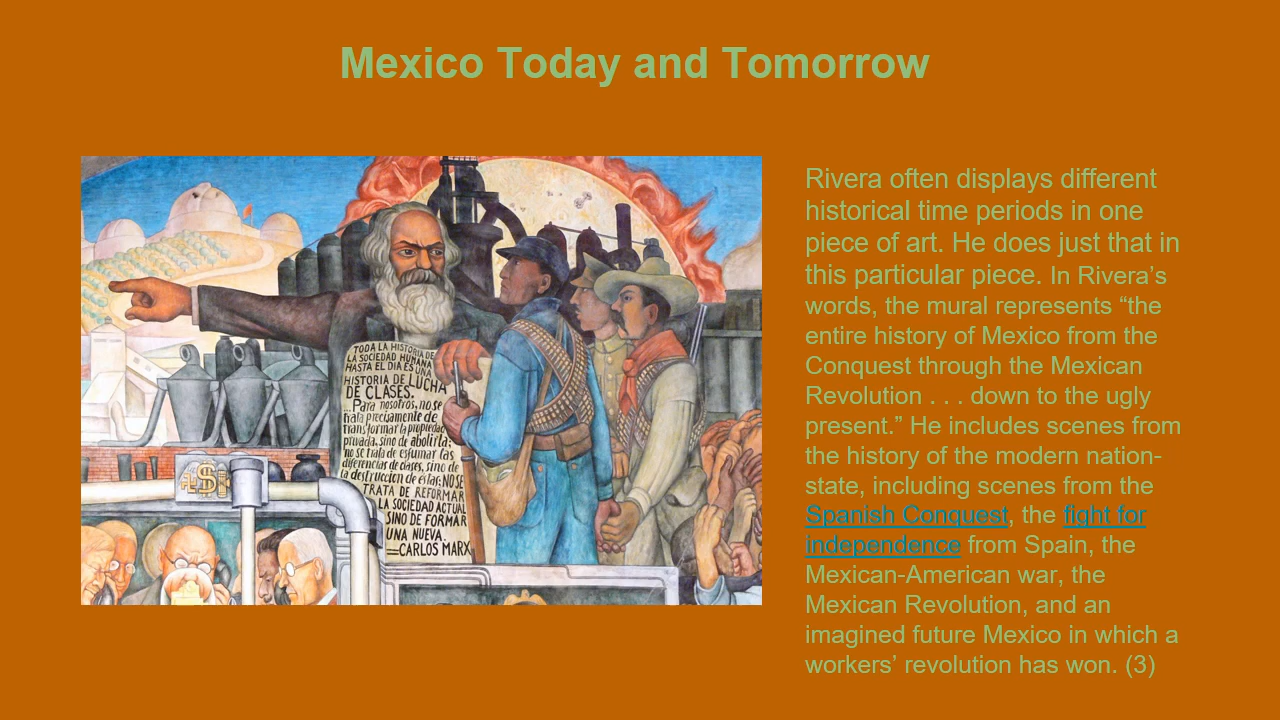 Mexico Today and Tomorrow
TODA LA HISTORIA DE
LA SOCIEDAD HUMANA
HASTA EL DIA ES UNA
HISTORIA DE LUCHA
DE CLASES.
...Para nosotros, no se
trata precisamente de
transformar la propiedad
privada, sino de abolirla;
no se trata de esfumar las
diferencias de clases, sino de
la destruccion de éstas; NO SE
TRATA DE REFORMAR
LA SOCIEDAD ACTUAL
SINO DE FORMAR
UNA NUEVA.
—CARLOS MARX
$
Rivera often displays different
historical time periods in one
piece of art. He does just that in
this particular piece. In Rivera’s
words, the mural represents “the
entire history of Mexico from the
Conquest through the Mexican
Revolution . . . down to the ugly
present.” He includes scenes from
the history of the modern nation-
state, including scenes from the
Spanish Conquest, the fight for
independence from Spain, the
Mexican-American war, the
Mexican Revolution, and an
imagined future Mexico in which a
workers’ revolution has won. (3)